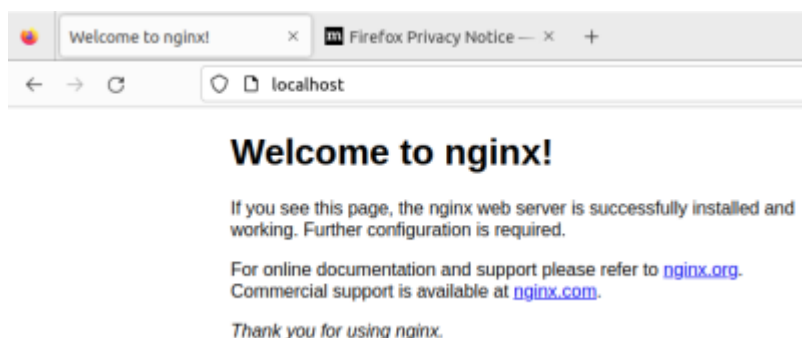 Welcome to nginx!
Firefox Privacy Notice —
localhost
Welcome to nginx!
If you see this page, the nginx web server is successfully installed and
working. Further configuration is required.
For online documentation and support please refer to nginx.org.
Commercial support is available at nginx.com.
Thank you for using nginx.